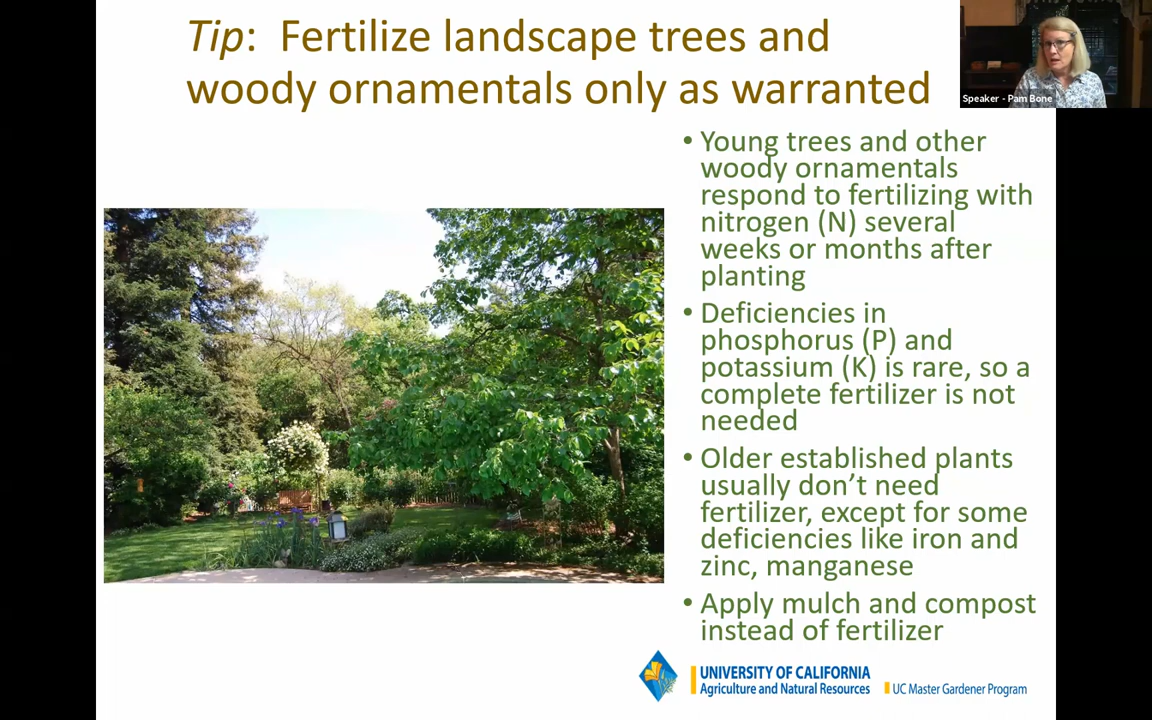 Tip: Fertilize landscape trees and
woody ornamentals only as warranted
Speaker - Pam Bone
• Young trees and other
woody ornamentals
respond to fertilizing with
nitrogen (N) several
weeks or months after
planting
• Deficiencies in
phosphorus (P) and
potassium (K) is rare, so a
complete fertilizer is not
needed
• Older established plants
usually don’t need
fertilizer, except for some
deficiencies like iron and
zinc, manganese
• Apply mulch and compost
instead of fertilizer
UNIVERSITY OF CALIFORNIA
Agriculture and Natural Resources
UC Master Gardener Program